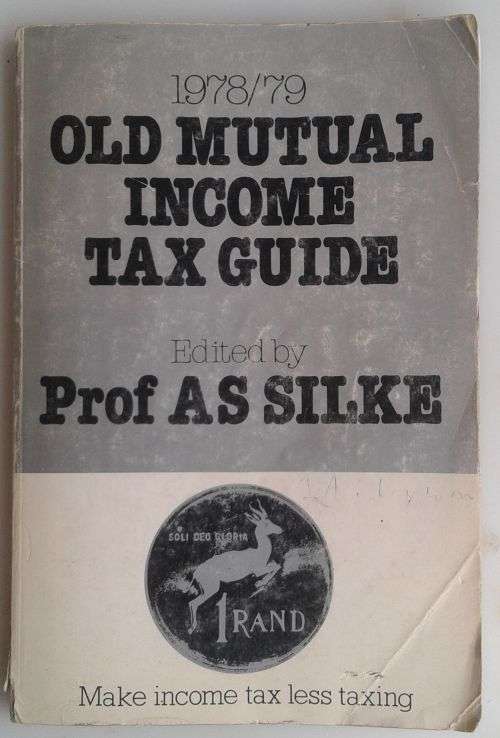 1978/79
OLD MUTUAL
INCOME
TAX GUIDE
Edited by
Prof AS SILKE
SOLI DEO GLORIA
1 RAND
Make income tax less taxing